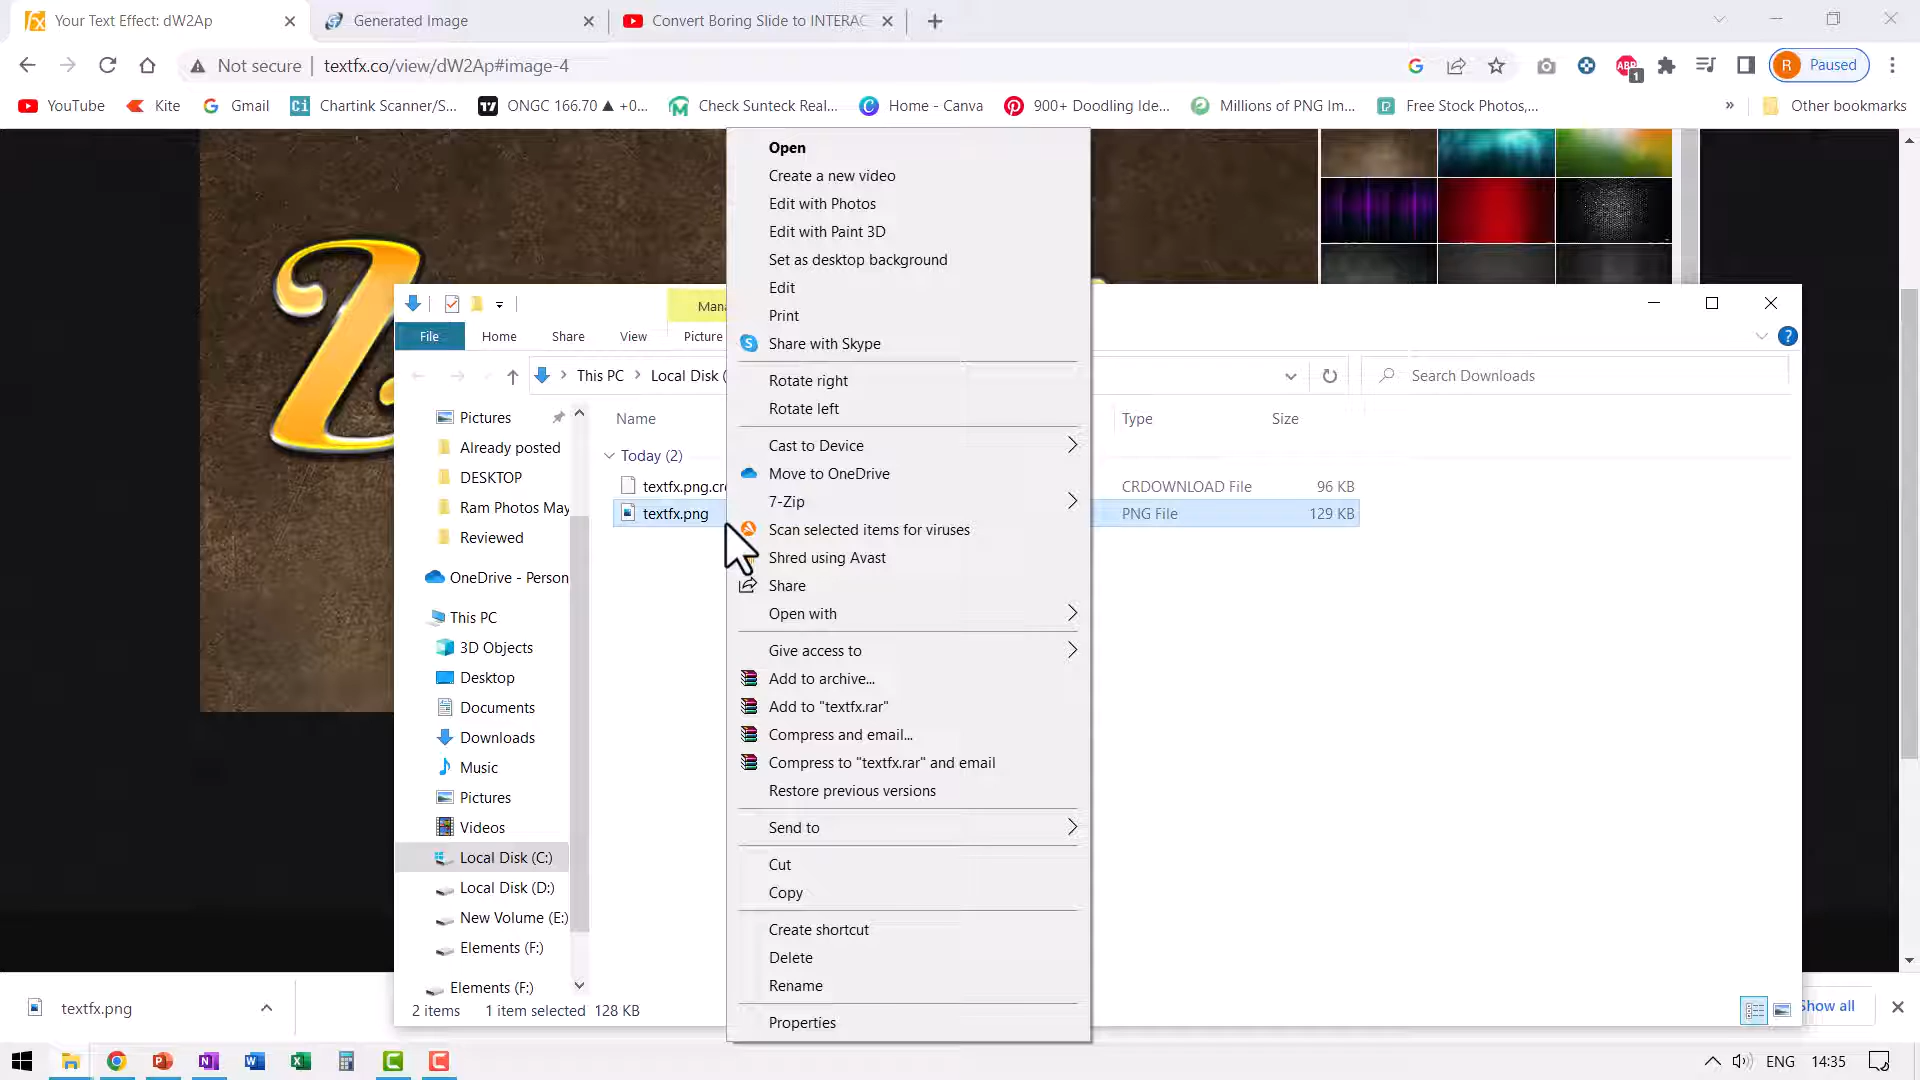 Your Text Effect: dW2Ap
Generated Image
Convert Boring Slide to INTERAC
Not secure
textfx.co/view/dW2Ap#image-4
ABP
1
R
Paused
YouTube
Kite
Gmail
Ci
Chartink Scanner/S...
ONGC 166.70 ▲ +0...
Check Sunteck Real...
Home - Canva
900+ Doodling Ide...
Millions of PNG Im...
Free Stock Photos,...
»
Other bookmarks
Open
Create a new video
Edit with Photos
Edit with Paint 3D
Set as desktop background
Edit
Print
Share with Skype
Rotate right
Rotate left
Cast to Device
Move to OneDrive
7-Zip
Scan selected items for viruses
Shred using Avast
Share
Open with
Give access to
Add to archive...
Add to "textfx.rar"
Compress and email...
Compress to "textfx.rar" and email
Restore previous versions
Send to
Cut
Copy
Create shortcut
Delete
Rename
Properties
File
Home
Share
View
Picture
This PC
Local Disk (
Search Downloads
Name
Type
Size
Today (2)
textfx.png.cr
CRDOWNLOAD File
96 KB
textfx.png
PNG File
129 KB
Pictures
Already posted
DESKTOP
Ram Photos May
Reviewed
OneDrive - Person
This PC
3D Objects
Desktop
Documents
Downloads
Music
Pictures
Videos
Local Disk (C:)
Local Disk (D:)
New Volume (E:)
Elements (F:)
Elements (F:)
2 items
1 item selected 128 KB
textfx.png
Show all
ENG
14:35